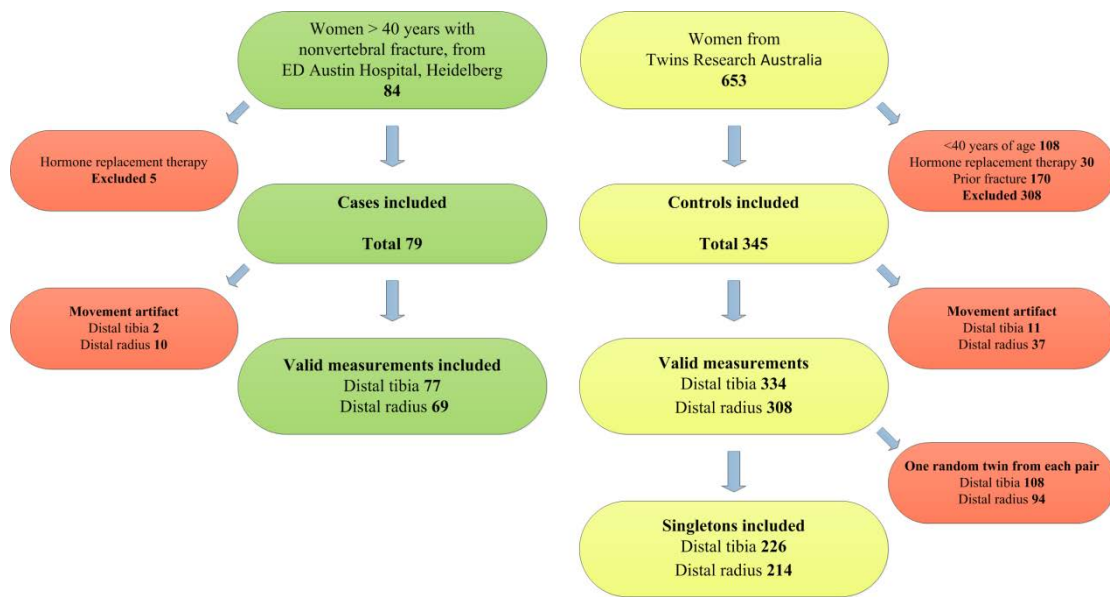 Women > 40 years with
nonvertebral fracture, from
ED Austin Hospital, Heidelberg
84
Women from
Twins Research Australia
653
Hormone replacement therapy
Excluded 5
<40 years of age 108
Hormone replacement therapy 30
Prior fracture 170
Excluded 308
Cases included
Total 79
Controls included
Total 345
Movement artifact
Distal tibia 2
Distal radius 10
Movement artifact
Distal tibia 11
Distal radius 37
Valid measurements included
Distal tibia 77
Distal radius 69
Valid measurements
Distal tibia 334
Distal radius 308
One random twin from each pair
Distal tibia 108
Distal radius 94
Singletons included
Distal tibia 226
Distal radius 214